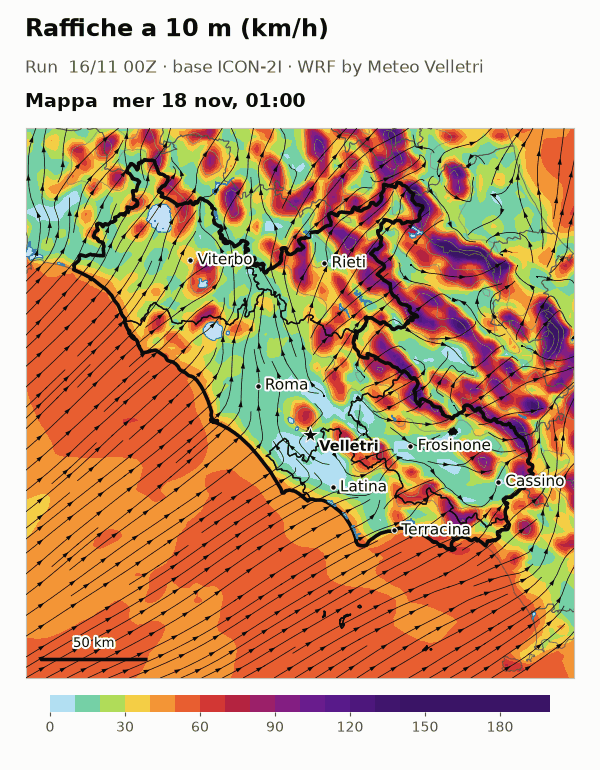 Raffiche a 10 m (km/h)
Run  16/11 00Z · base ICON-2I · WRF by Meteo Velletri
Mappa  mer 18 nov, 01:00
Viterbo
Rieti
Roma
Velletri
Frosinone
Cassino
Latina
Terracina
50 km
0 30 60 90 120 150 180